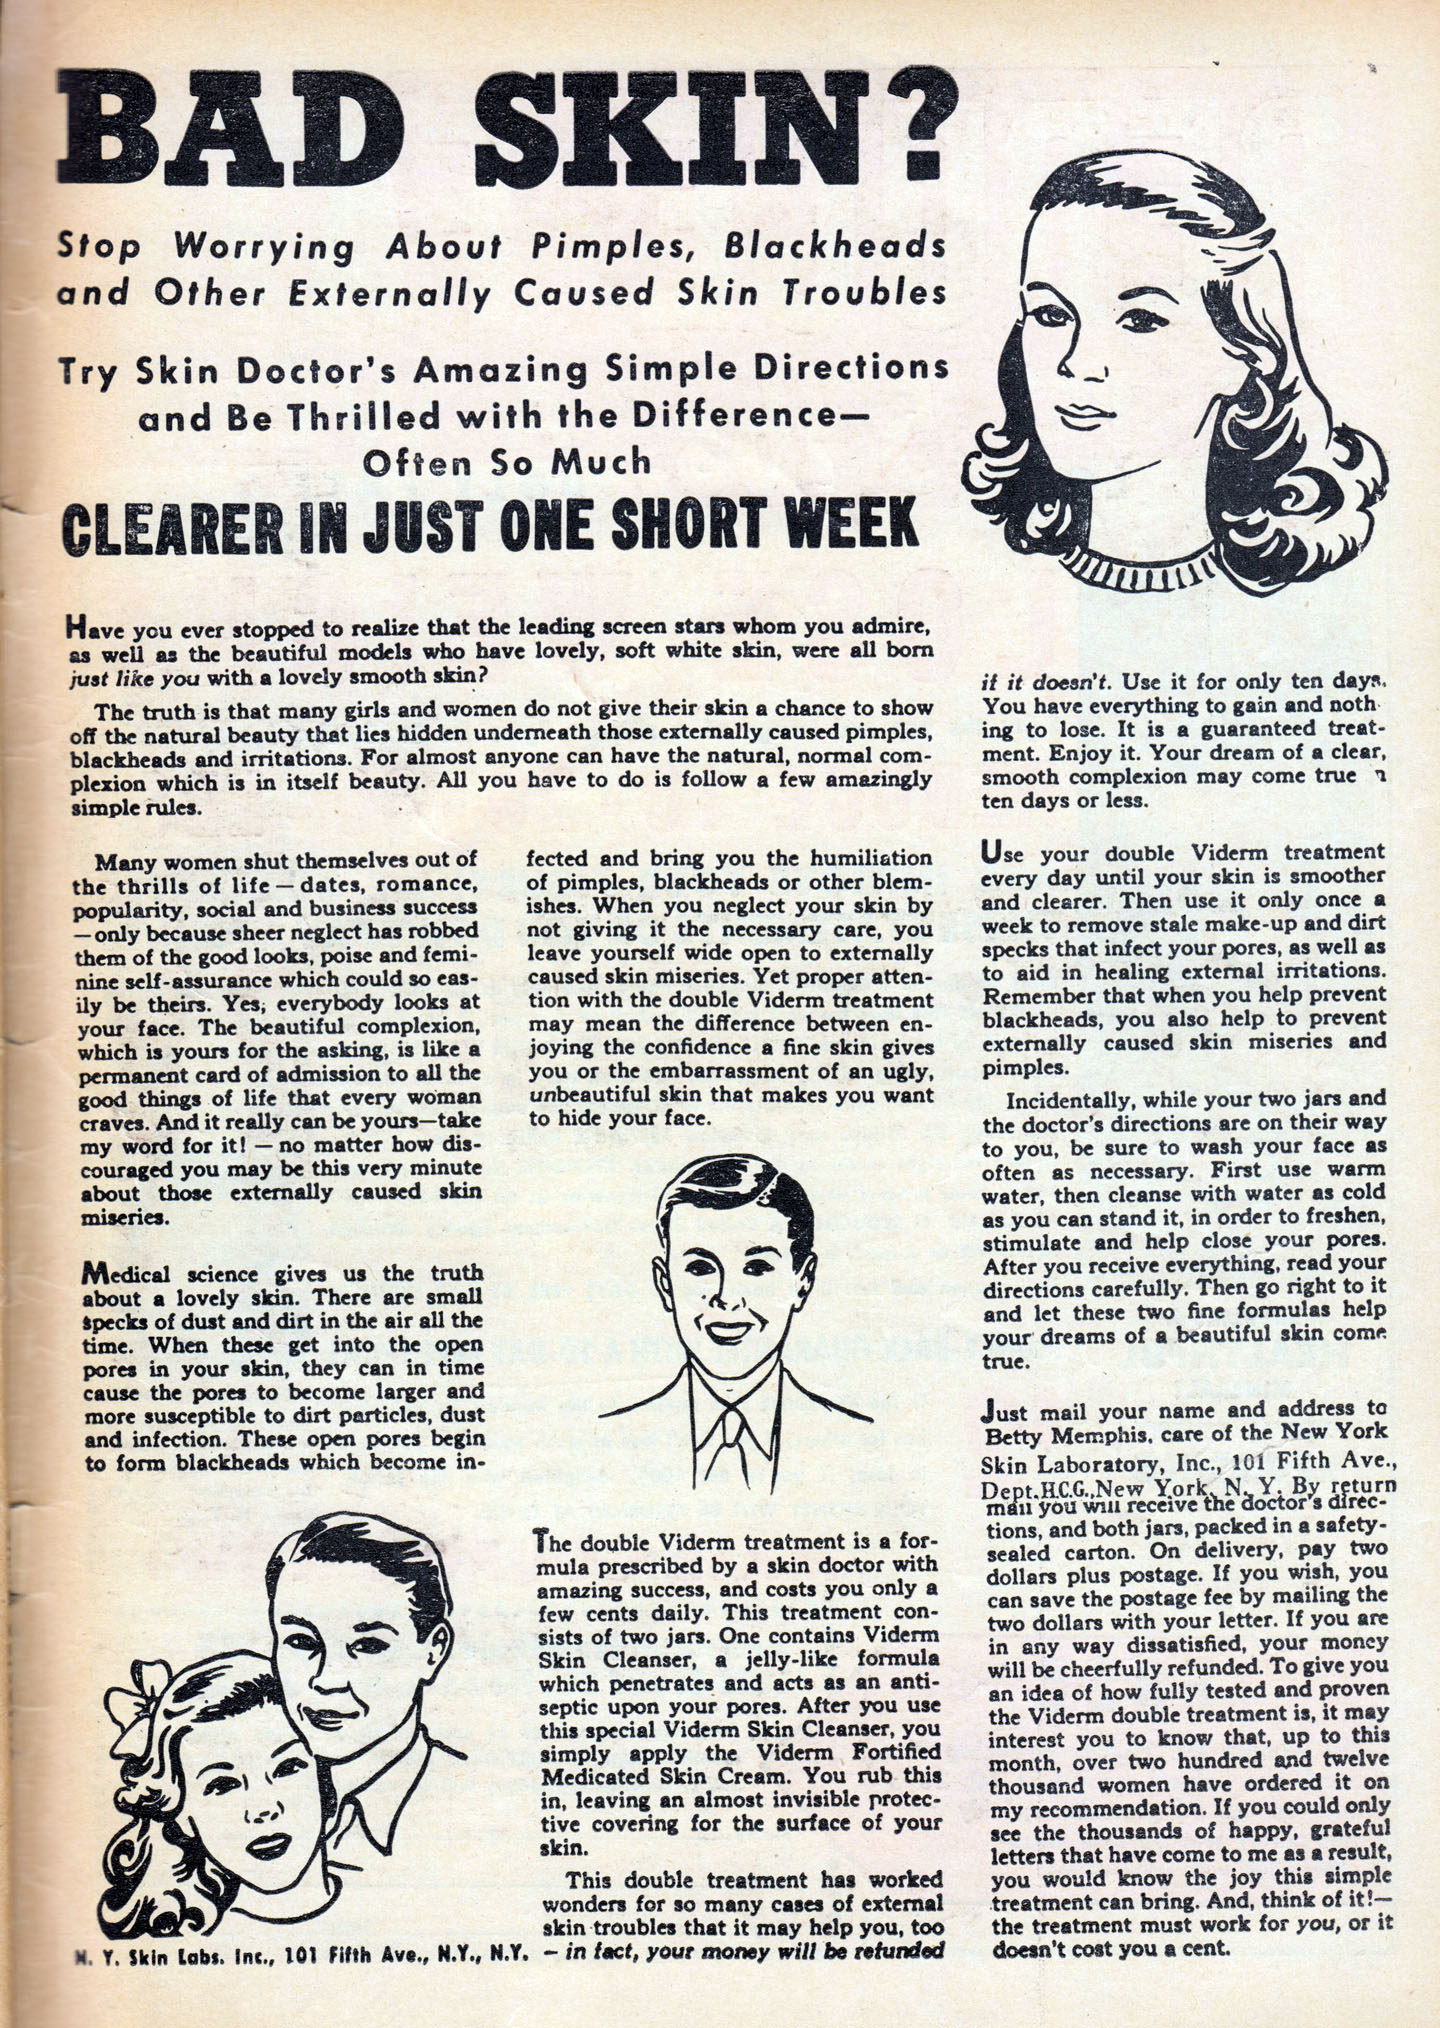 BAD SKIN?
Stop Worrying About Pimples, Blackheads
and Other Externally Caused Skin Troubles
Try Skin Doctor's Amazing Simple Directions
and Be Thrilled with the Difference—
Often So Much
CLEARER IN JUST ONE SHORT WEEK
Have you ever stopped to realize that the leading screen stars whom you admire,
as well as the beautiful models who have lovely, soft white skin, were all born
just like you with a lovely smooth skin?
The truth is that many girls and women do not give their skin a chance to show
off the natural beauty that lies hidden underneath those externally caused pimples,
blackheads and irritations. For almost anyone can have the natural, normal com-
plexion which is in itself beauty. All you have to do is follow a few amazingly
simple rules.
Many women shut themselves out of
the thrills of life — dates, romance,
popularity, social and business success
—only because sheer neglect has robbed
them of the good looks, poise and femi-
nine self-assurance which could so eas-
ily be theirs. Yes, everybody looks at
your face. The beautiful complexion,
which is yours for the asking, is like a
permanent card of admission to all the
good things of life that every woman
craves. And it really can be yours—take
my word for it! — no matter how dis-
couraged you may be this very minute
about those externally caused skin
miseries.
Medical science gives us the truth
about a lovely skin. There are small
specks of dust and dirt in the air all the
time. When these get into the open
pores in your skin, they can in time
cause the pores to become larger and
more susceptible to dirt particles, dust
and infection. These open pores begin
to form blackheads which become in-
N. Y. Skin Labs. Inc., 101 Fifth Ave., N.Y., N.Y.
fected and bring you the humiliation
of pimples, blackheads or other blem-
ishes. When you neglect your skin by
not giving it the necessary care, you
leave yourself wide open to externally
caused skin miseries. Yet proper atten-
tion with the double Viderm treatment
may mean the difference between en-
joying the confidence a fine skin gives
you or the embarrassment of an ugly,
unbeautiful skin that makes you want
to hide your face.
The double Viderm treatment is a for-
mula prescribed by a skin doctor with
amazing success, and costs you only a
few cents daily. This treatment con-
sists of two jars. One contains Viderm
Skin Cleanser, a jelly-like formula
which penetrates and acts as an anti-
septic upon your pores. After you use
this special Viderm Skin Cleanser, you
simply apply the Viderm Fortified
Medicated Skin Cream. You rub this
in, leaving an almost invisible protec-
tive covering for the surface of your
skin.
This double treatment has worked
wonders for so many cases of external
skin troubles that it may help you, too
— in fact, your money will be refunded
if it doesn't. Use it for only ten days.
You have everything to gain and noth
ing to lose. It is a guaranteed treat-
ment. Enjoy it. Your dream of a clear,
smooth complexion may come true
ten days or less.
Use your double Viderm treatment
every day until your skin is smoother
and clearer. Then use it only once a
week to remove stale make-up and dirt
specks that infect your pores, as well as
to aid in healing external irritations.
Remember that when you help prevent
blackheads, you also help to prevent
externally caused skin miseries and
pimples.
Incidentally, while your two jars and
the doctor's directions are on their way
to you, be sure to wash your face as
often as necessary. First use warm
water, then cleanse with water as cold
as you can stand it, in order to freshen,
stimulate and help close your pores.
After you receive everything, read your
directions carefully. Then go right to it
and let these two fine formulas help
your dreams of a beautiful skin come
true.
Just mail your name and address to
Betty Memphis, care of the New York
Skin Laboratory, Inc., 101 Fifth Ave.,
Dept.H.C.G.,New York, N. Y. By return
mail you will receive the doctor's direc-
tions, and both jars, packed in a safety-
sealed carton. On delivery, pay two
dollars plus postage. If you wish, you
can save the postage fee by mailing the
two dollars with your letter. If you are
in any way dissatisfied, your money
will be cheerfully refunded. To give you
an idea of how fully tested and proven
the Viderm double treatment is, it may
interest you to know that, up to this
month, over two hundred and twelve
thousand women have ordered it on
my recommendation. If you could only
see the thousands of happy, grateful
letters that have come to me as a result,
you would know the joy this simple
treatment can bring. And, think of it!—
the treatment must work for you, or it
doesn't cost you a cent.